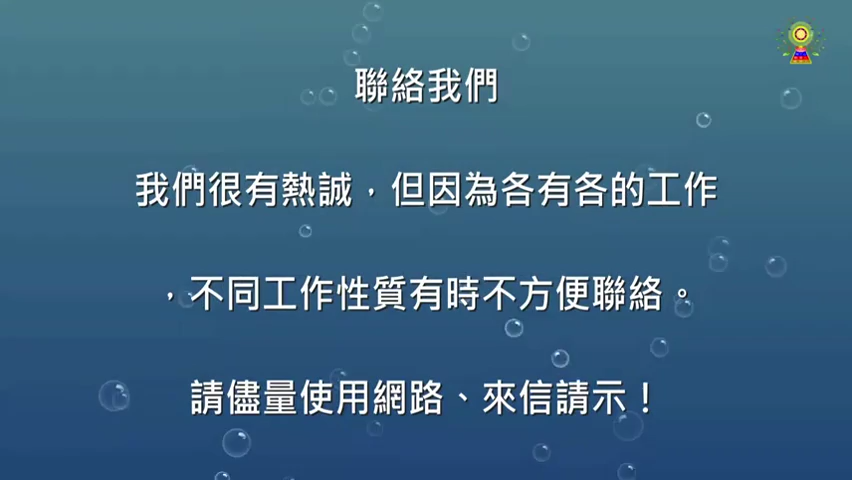 聯絡我們
我們很有熱誠，但因為各有各的工作
，不同工作性質有時不方便聯絡。
請儘量使用網路、來信請示！